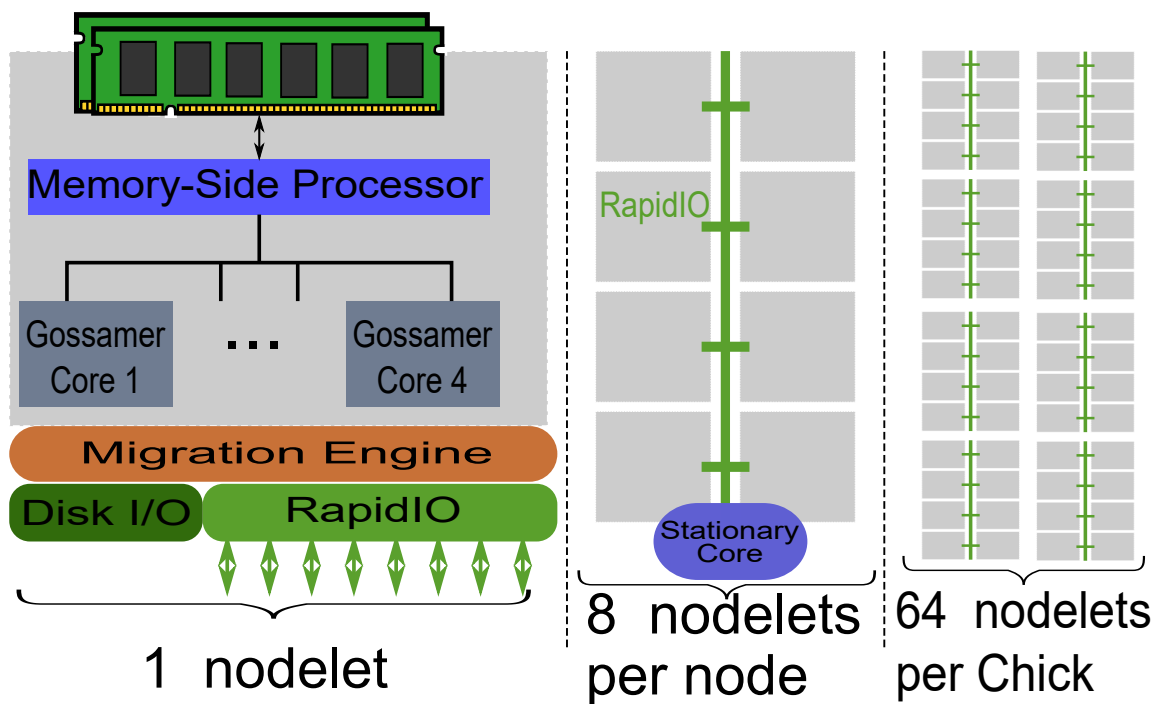 Memory-Side Processor
Gossamer
Core 1
...
Gossamer
Core 4
Migration Engine
Disk I/O
RapidIO
1 nodelet
RapidIO
Stationary
Core
8 nodelets
per node
64 nodelets
per Chick